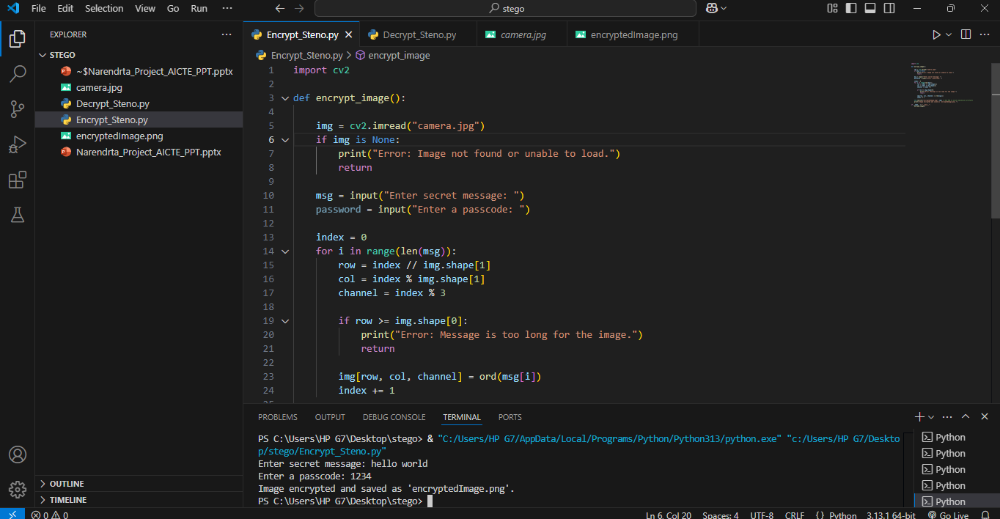 File Edit Selection View Go Run ··· stego
EXPLORER ···
STEGO
~$Narendrta_Project_AICTE_PPT.pptx
camera.jpg
Decrypt_Steno.py
Encrypt_Steno.py
encryptedImage.png
Narendrta_Project_AICTE_PPT.pptx
OUTLINE
TIMELINE
Encrypt_Steno.py Decrypt_Steno.py camera.jpg encryptedImage.png
Encrypt_Steno.py > encrypt_image
1 import cv2
2
3 def encrypt_image():
4
5 img = cv2.imread("camera.jpg")
6 if img is None:
7 print("Error: Image not found or unable to load.")
8 return
9
10 msg = input("Enter secret message: ")
11 password = input("Enter a passcode: ")
12
13 index = 0
14 for i in range(len(msg)):
15 row = index // img.shape[1]
16 col = index % img.shape[1]
17 channel = index % 3
18
19 if row >= img.shape[0]:
20 print("Error: Message is too long for the image.")
21 return
22
23 img[row, col, channel] = ord(msg[i])
24 index += 1
25
PROBLEMS OUTPUT DEBUG CONSOLE TERMINAL PORTS
PS C:\Users\HP G7\Desktop\stego> & "C:/Users/HP G7/AppData/Local/Programs/Python/Python313/python.exe" "c:/Users/HP G7/Deskto
p/stego/Encrypt_Steno.py"
Enter secret message: hello world
Enter a passcode: 1234
Image encrypted and saved as 'encryptedImage.png'.
PS C:\Users\HP G7\Desktop\stego>
Python
Python
Python
Python
Python
0 0 Ln 6, Col 20 Spaces: 4 UTF-8 CRLF {} Python 3.13.1 64-bit Go Live